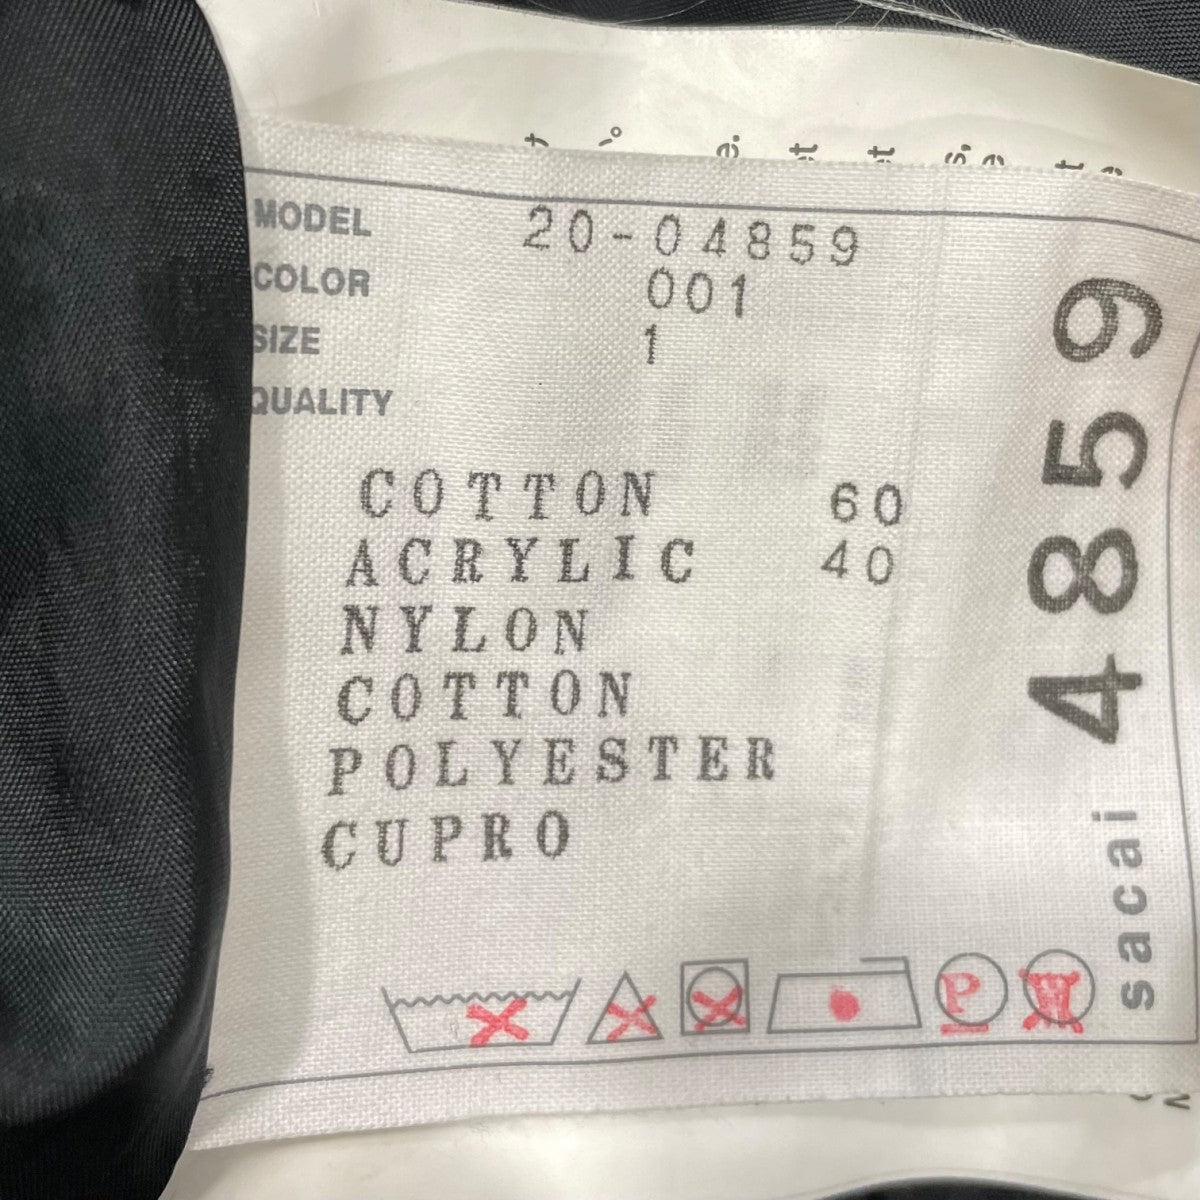 MODEL 20-04859
COLOR 001
SIZE 1
QUALITY
COTTON 60
ACRYLIC 40
NYLON
COTTON
POLYESTER
CUPRO
P
W
sacai 4859